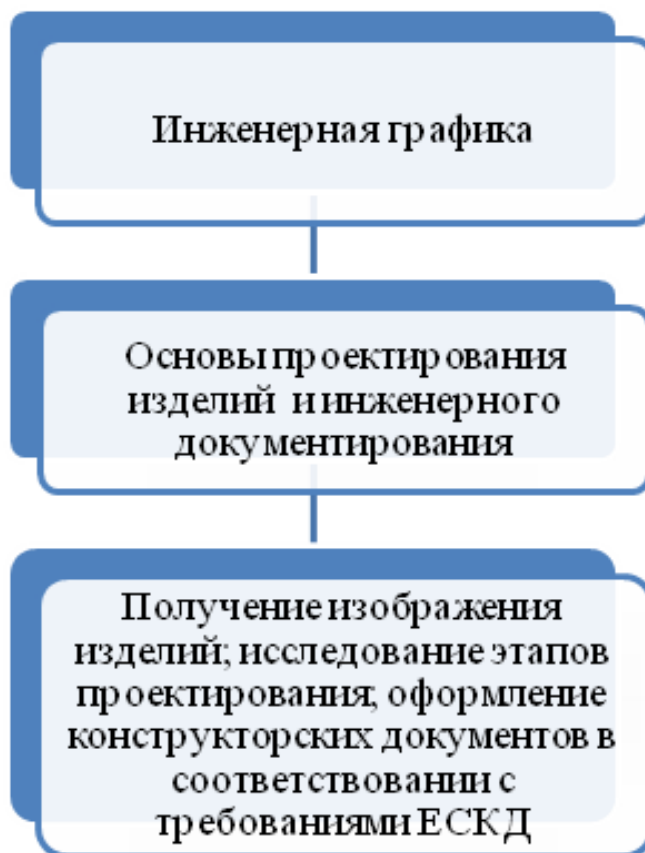 Инженерная графика
Основы проектирования
изделий и инженерного
документирования
Получение изображения
изделий; исследование этапов
проектирования; оформление
конструкторских документов в
соответствовании с
требованиями ЕСКД